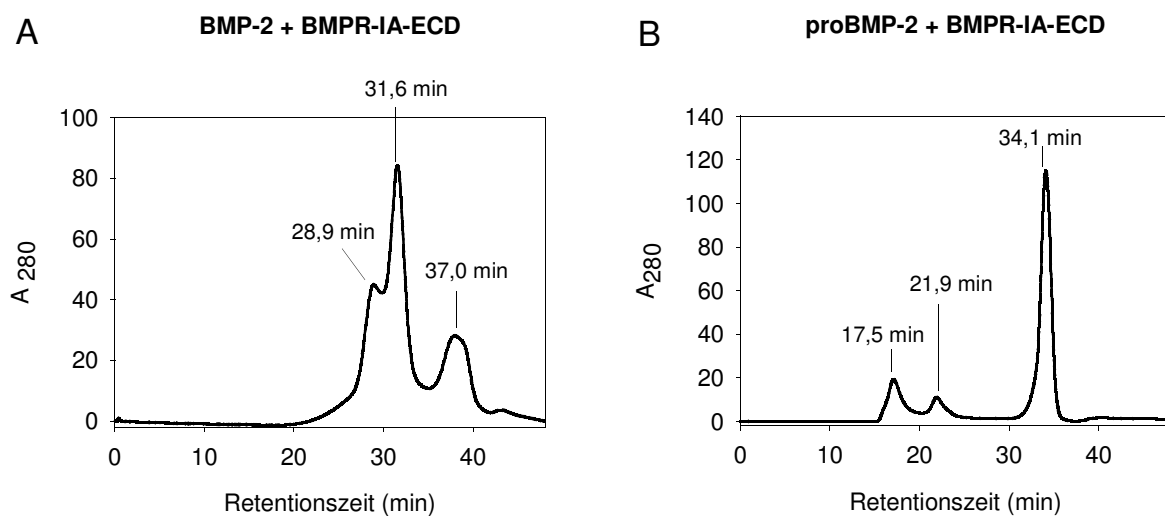 A
BMP-2 + BMPR-IA-ECD
31,6 min
28,9 min
37,0 min
100
80
60
40
20
0
A280
0 10 20 30 40
Retentionszeit (min)
B
proBMP-2 + BMPR-IA-ECD
34,1 min
21,9 min
17,5 min
140
120
100
80
60
40
20
0
A280
0 10 20 30 40
Retentionszeit (min)